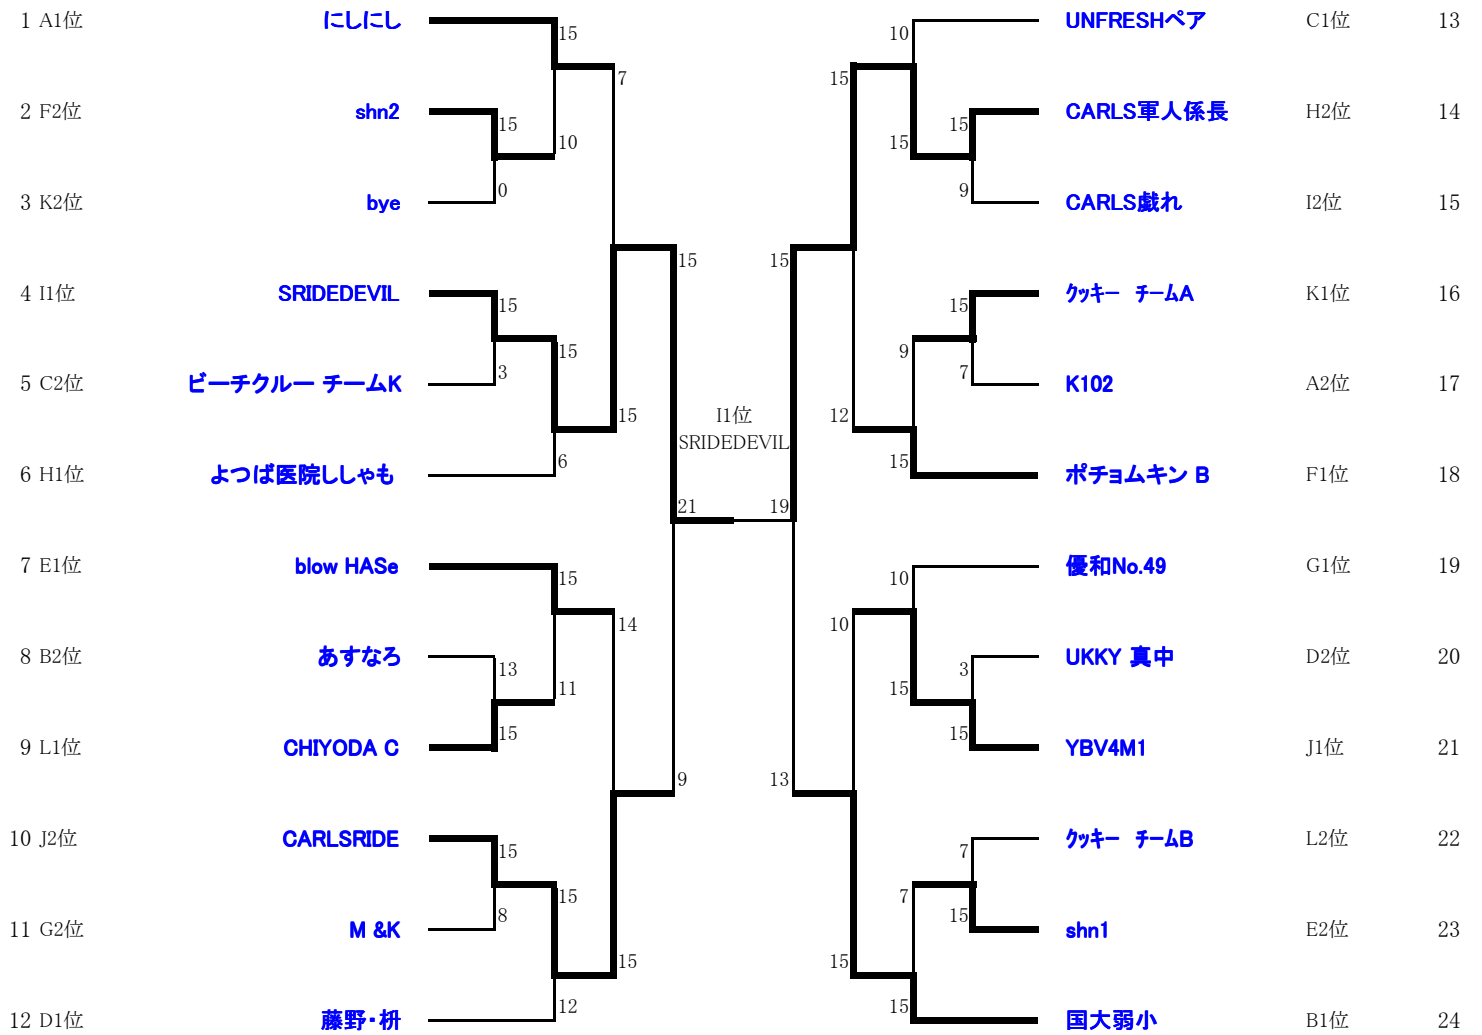 1 A1位 にしにし 15 10 UNFRESHペア C1位 13
7 15
2 F2位 shn2 15 10 15 15 CARLS軍人係長 H2位 14
3 K2位 bye 0 9 CARLS戯れ I2位 15
15 15
4 I1位 SRIDEDEVIL 15 15 クッキー チームA K1位 16
15 9
5 C2位 ビーチクルー チームK 3 7 K102 A2位 17
15 I1位 12
SRIDEDEVIL
6 H1位 よつば医院ししゃも 6 15 ポチョムキン B F1位 18
21 19
7 E1位 blow HASe 15 10 優和No.49 G1位 19
14 10
8 B2位 あすなろ 13 11 15 3 UKKY 真中 D2位 20
9 L1位 CHIYODA C 15 15 YBV4M1 J1位 21
9 13
10 J2位 CARLSRIDE 15 7 クッキー チームB L2位 22
15 7
11 G2位 M &K 8 15 shn1 E2位 23
15 15
12 D1位 藤野・枡 12 15 国大弱小 B1位 24